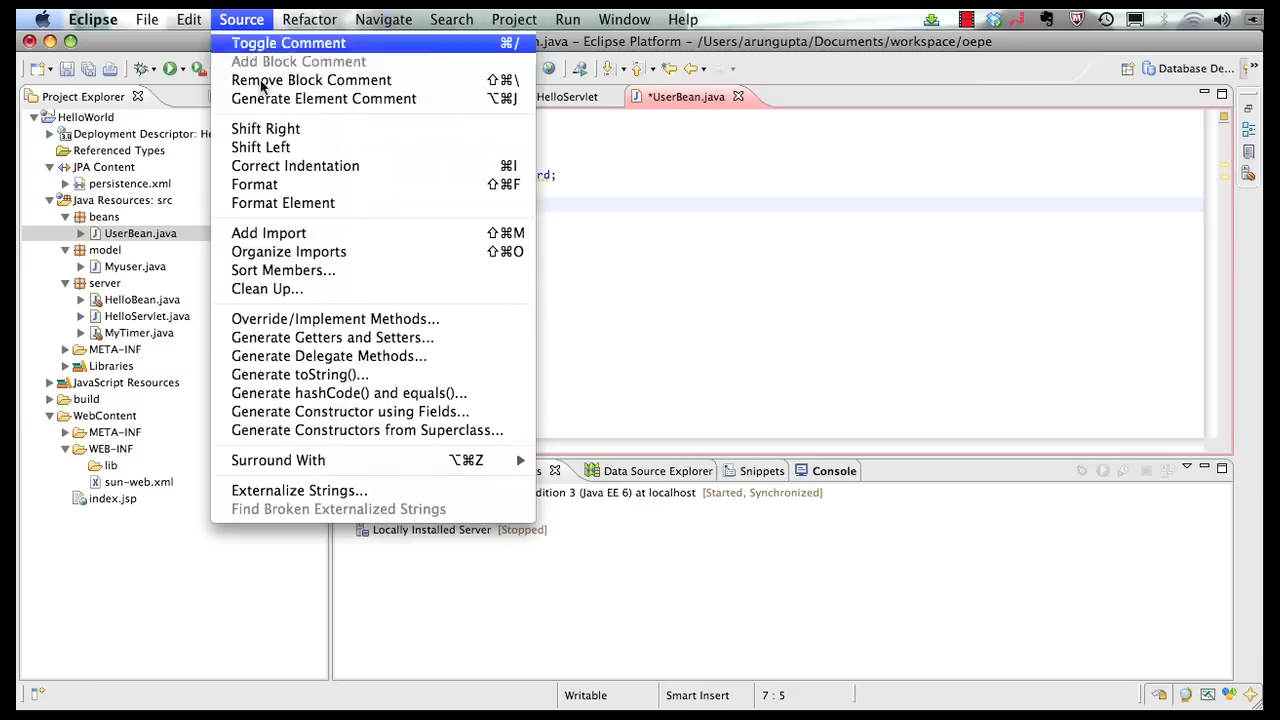 Eclipse File Edit Source Refactor Navigate Search Project Run Window Help
.java - Eclipse Platform - /Users/arungupta/Documents/workspace/oepe
Toggle Comment ⌘/
Add Block Comment
Remove Block Comment ⇧⌘\
Generate Element Comment ⌥⌘J
Shift Right
Shift Left
Correct Indentation ⌘I
Format ⇧⌘F
Format Element
Add Import ⇧⌘M
Organize Imports ⇧⌘O
Sort Members...
Clean Up...
Override/Implement Methods...
Generate Getters and Setters...
Generate Delegate Methods...
Generate toString()...
Generate hashCode() and equals()...
Generate Constructor using Fields...
Generate Constructors from Superclass...
Surround With ⌥⌘Z
Externalize Strings...
Find Broken Externalized Strings
Database De...
Project Explorer
HelloServlet
*UserBean.java
HelloWorld
Deployment Descriptor: He
Referenced Types
JPA Content
persistence.xml
Java Resources: src
beans
UserBean.java
model
Myuser.java
server
HelloBean.java
HelloServlet.java
MyTimer.java
META-INF
Libraries
JavaScript Resources
build
WebContent
META-INF
WEB-INF
lib
sun-web.xml
index.jsp
rd;
s Data Source Explorer Snippets Console
dition 3 (Java EE 6) at localhost [Started, Synchronized]
Locally Installed Server [Stopped]
Writable Smart Insert 7 : 5